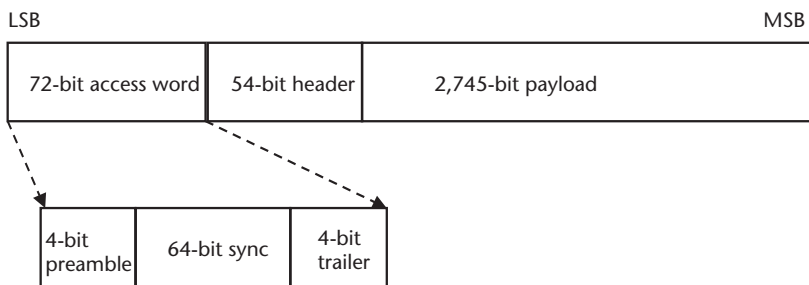 LSB MSB
72-bit access word 54-bit header 2,745-bit payload
4-bit preamble 64-bit sync 4-bit trailer